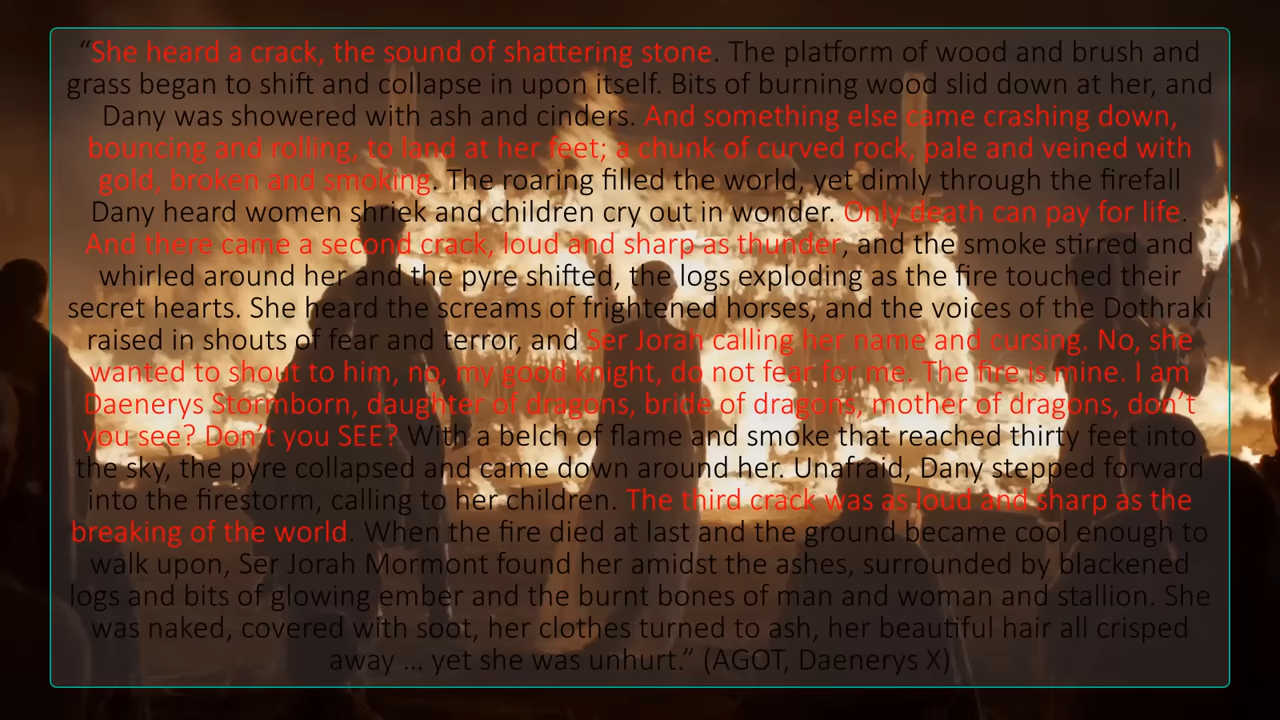 “She heard a crack, the sound of shattering stone. The platform of wood and brush and
grass began to shift and collapse in upon itself. Bits of burning wood slid down at her, and
Dany was showered with ash and cinders. And something else came crashing down,
bouncing and rolling, to land at her feet; a chunk of curved rock, pale and veined with
gold, broken and smoking. The roaring filled the world, yet dimly through the firefall
Dany heard women shriek and children cry out in wonder. Only death can pay for life.
And there came a second crack, loud and sharp as thunder, and the smoke stirred and
whirled around her and the pyre shifted, the logs exploding as the fire touched their
secret hearts. She heard the screams of frightened horses, and the voices of the Dothraki
raised in shouts of fear and terror, and Ser Jorah calling her name and cursing. No, she
wanted to shout to him, no, my good knight, do not fear for me. The fire is mine. I am
Daenerys Stormborn, daughter of dragons, bride of dragons, mother of dragons, don’t
you see? Don’t you SEE? With a belch of flame and smoke that reached thirty feet into
the sky, the pyre collapsed and came down around her. Unafraid, Dany stepped forward
into the firestorm, calling to her children. The third crack was as loud and sharp as the
breaking of the world. When the fire died at last and the ground became cool enough to
walk upon, Ser Jorah Mormont found her amidst the ashes, surrounded by blackened
logs and bits of glowing ember and the burnt bones of man and woman and stallion. She
was naked, covered with soot, her clothes turned to ash, her beautiful hair all crisped
away … yet she was unhurt.” (AGOT, Daenerys X)